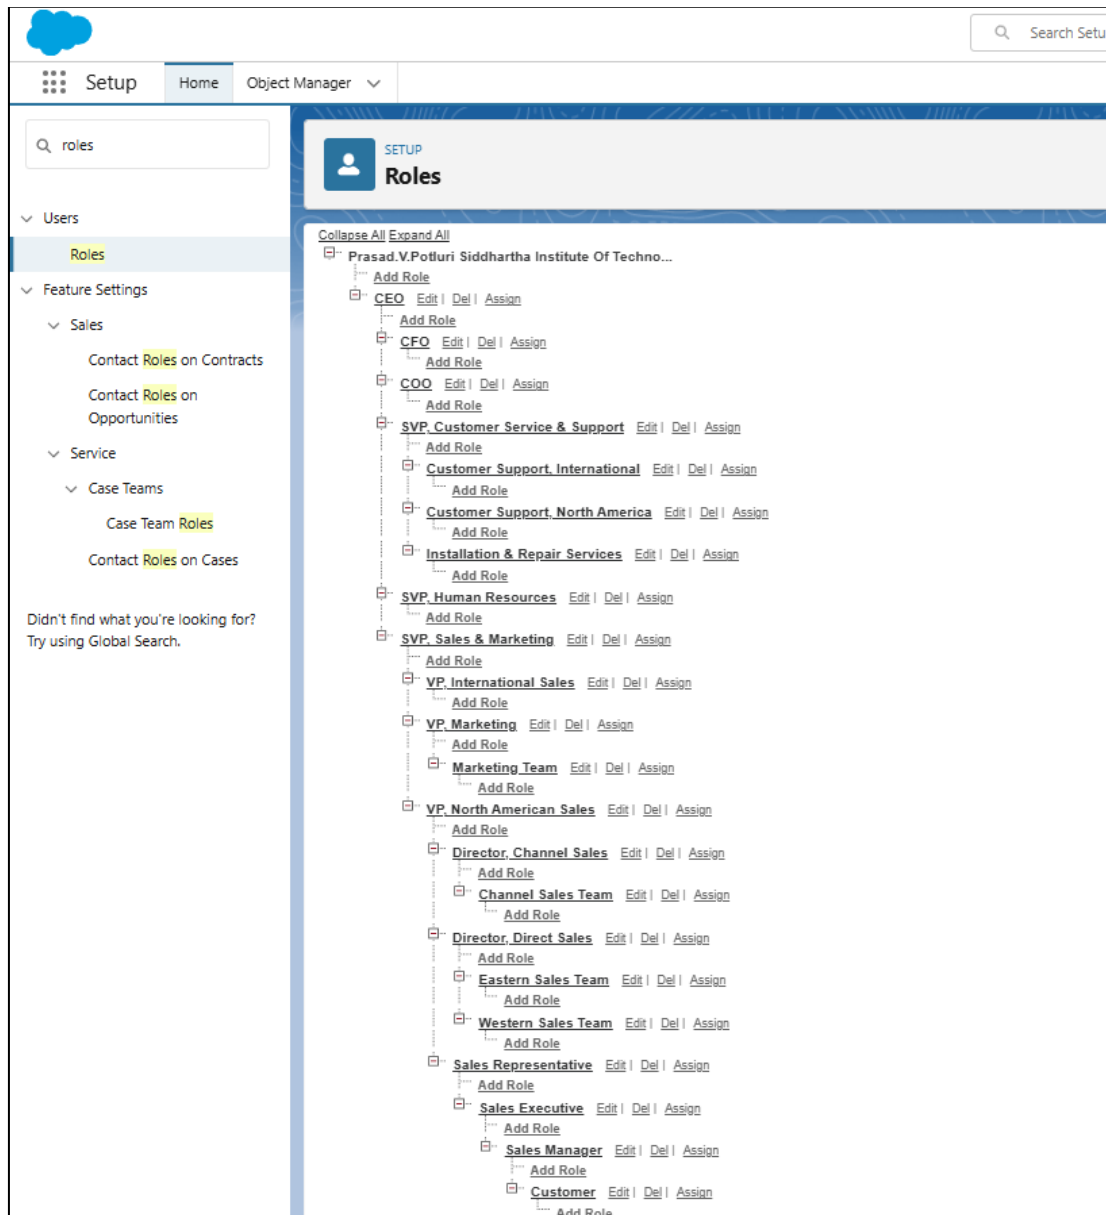 Search Setu
Setup Home Object Manager
roles
SETUP
Roles
Users
Roles
Feature Settings
Sales
Contact Roles on Contracts
Contact Roles on
Opportunities
Service
Case Teams
Case Team Roles
Contact Roles on Cases
Didn't find what you're looking for?
Try using Global Search.
Collapse All Expand All
Prasad.V.Potluri Siddhartha Institute Of Techno...
Add Role
CEO Edit | Del | Assign
Add Role
CFO Edit | Del | Assign
Add Role
COO Edit | Del | Assign
Add Role
SVP, Customer Service & Support Edit | Del | Assign
Add Role
Customer Support, International Edit | Del | Assign
Add Role
Customer Support, North America Edit | Del | Assign
Add Role
Installation & Repair Services Edit | Del | Assign
Add Role
SVP, Human Resources Edit | Del | Assign
Add Role
SVP, Sales & Marketing Edit | Del | Assign
Add Role
VP, International Sales Edit | Del | Assign
Add Role
VP, Marketing Edit | Del | Assign
Add Role
Marketing Team Edit | Del | Assign
Add Role
VP, North American Sales Edit | Del | Assign
Add Role
Director, Channel Sales Edit | Del | Assign
Add Role
Channel Sales Team Edit | Del | Assign
Add Role
Director, Direct Sales Edit | Del | Assign
Add Role
Eastern Sales Team Edit | Del | Assign
Add Role
Western Sales Team Edit | Del | Assign
Add Role
Sales Representative Edit | Del | Assign
Add Role
Sales Executive Edit | Del | Assign
Add Role
Sales Manager Edit | Del | Assign
Add Role
Customer Edit | Del | Assign
Add Role